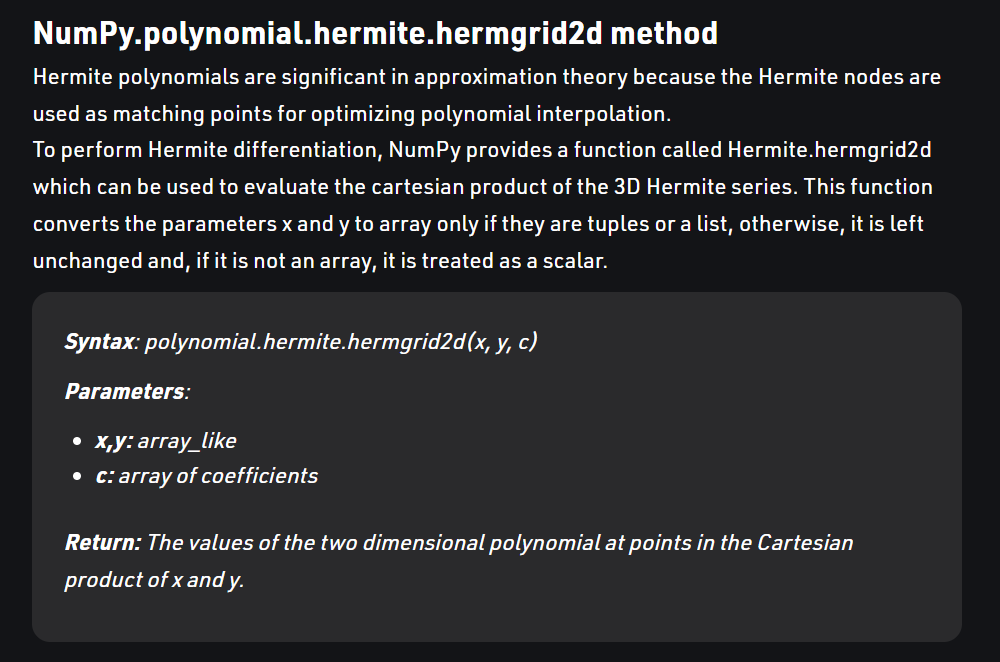 NumPy.polynomial.hermite.hermgrid2d method
Hermite polynomials are significant in approximation theory because the Hermite nodes are
used as matching points for optimizing polynomial interpolation.
To perform Hermite differentiation, NumPy provides a function called Hermite.hermgrid2d
which can be used to evaluate the cartesian product of the 3D Hermite series. This function
converts the parameters x and y to array only if they are tuples or a list, otherwise, it is left
unchanged and, if it is not an array, it is treated as a scalar.
Syntax: polynomial.hermite.hermgrid2d(x, y, c)
Parameters:
• x,y: array_like
• c: array of coefficients
Return: The values of the two dimensional polynomial at points in the Cartesian
product of x and y.